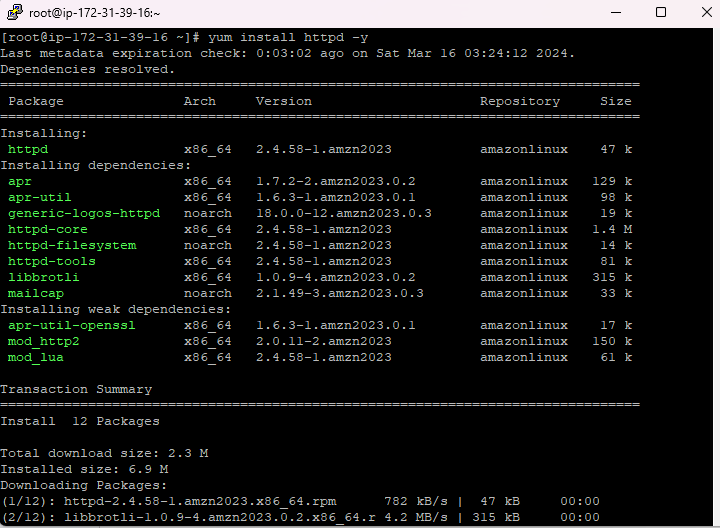 root@ip-172-31-39-16:~
[root@ip-172-31-39-16 ~]# yum install httpd -y
Last metadata expiration check: 0:03:02 ago on Sat Mar 16 03:24:12 2024.
Dependencies resolved.
================================================================================
Package Arch Version Repository Size
================================================================================
Installing:
httpd x86_64 2.4.58-1.amzn2023 amazonlinux 47 k
Installing dependencies:
apr x86_64 1.7.2-2.amzn2023.0.2 amazonlinux 129 k
apr-util x86_64 1.6.3-1.amzn2023.0.1 amazonlinux 98 k
generic-logos-httpd noarch 18.0.0-12.amzn2023.0.3 amazonlinux 19 k
httpd-core x86_64 2.4.58-1.amzn2023 amazonlinux 1.4 M
httpd-filesystem noarch 2.4.58-1.amzn2023 amazonlinux 14 k
httpd-tools x86_64 2.4.58-1.amzn2023 amazonlinux 81 k
libbrotli x86_64 1.0.9-4.amzn2023.0.2 amazonlinux 315 k
mailcap noarch 2.1.49-3.amzn2023.0.3 amazonlinux 33 k
Installing weak dependencies:
apr-util-openssl x86_64 1.6.3-1.amzn2023.0.1 amazonlinux 17 k
mod_http2 x86_64 2.0.11-2.amzn2023 amazonlinux 150 k
mod_lua x86_64 2.4.58-1.amzn2023 amazonlinux 61 k
Transaction Summary
================================================================================
Install 12 Packages
Total download size: 2.3 M
Installed size: 6.9 M
Downloading Packages:
(1/12): httpd-2.4.58-1.amzn2023.x86_64.rpm 782 kB/s | 47 kB 00:00
(2/12): libbrotli-1.0.9-4.amzn2023.0.2.x86_64.r 4.2 MB/s | 315 kB 00:00